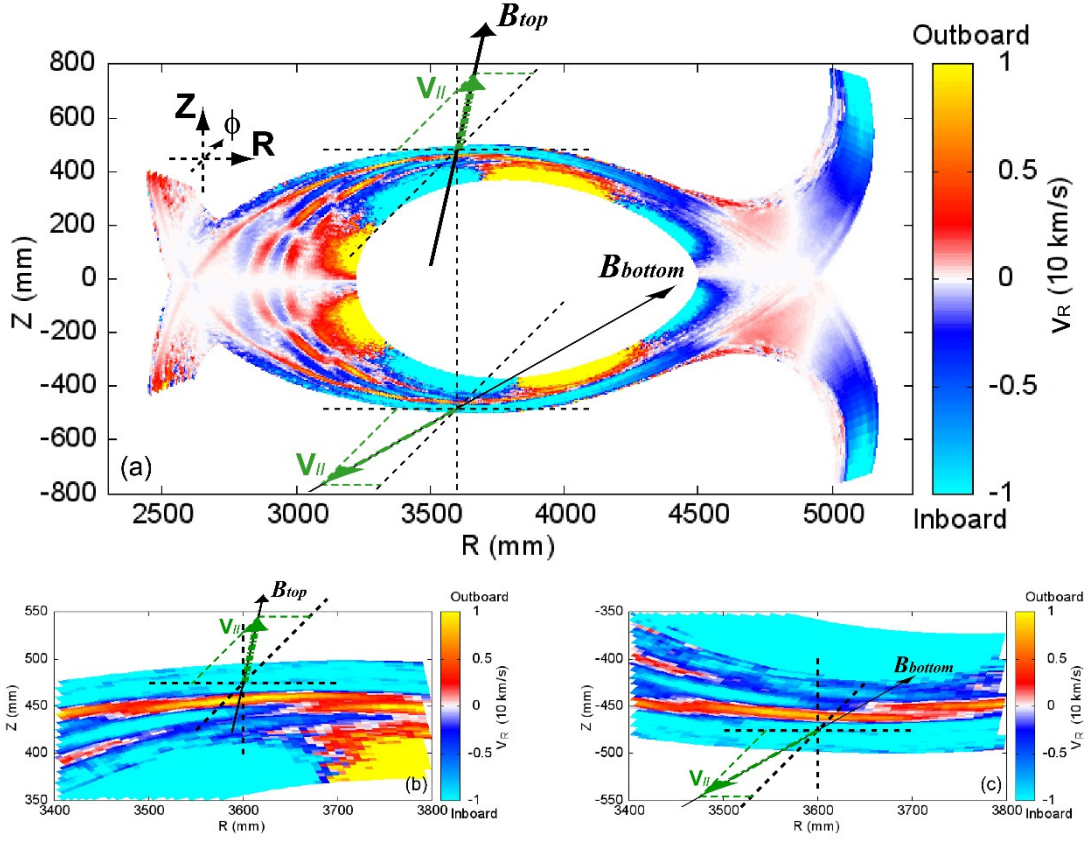 B top
Outboard
800
600
400
200
0
-200
-400
-600
-800
Z (mm)
V//
Z
ϕ
R
B bottom
V//
(a)
2500 3000 3500 4000 4500 5000
R (mm)
1
0.5
0
-0.5
-1
V_R (10 km/s)
Inboard
B top
Outboard
550
500
450
400
350
Z (mm)
V//
(b)
3400 3500 3600 3700 3800
R (mm)
1
0.5
0
-0.5
-1
V_R (10 km/s)
Inboard
Outboard
-350
-400
-450
-500
-550
Z (mm)
B bottom
V//
(c)
3400 3500 3600 3700 3800
R (mm)
1
0.5
0
-0.5
-1
V_R (10 km/s)
Inboard